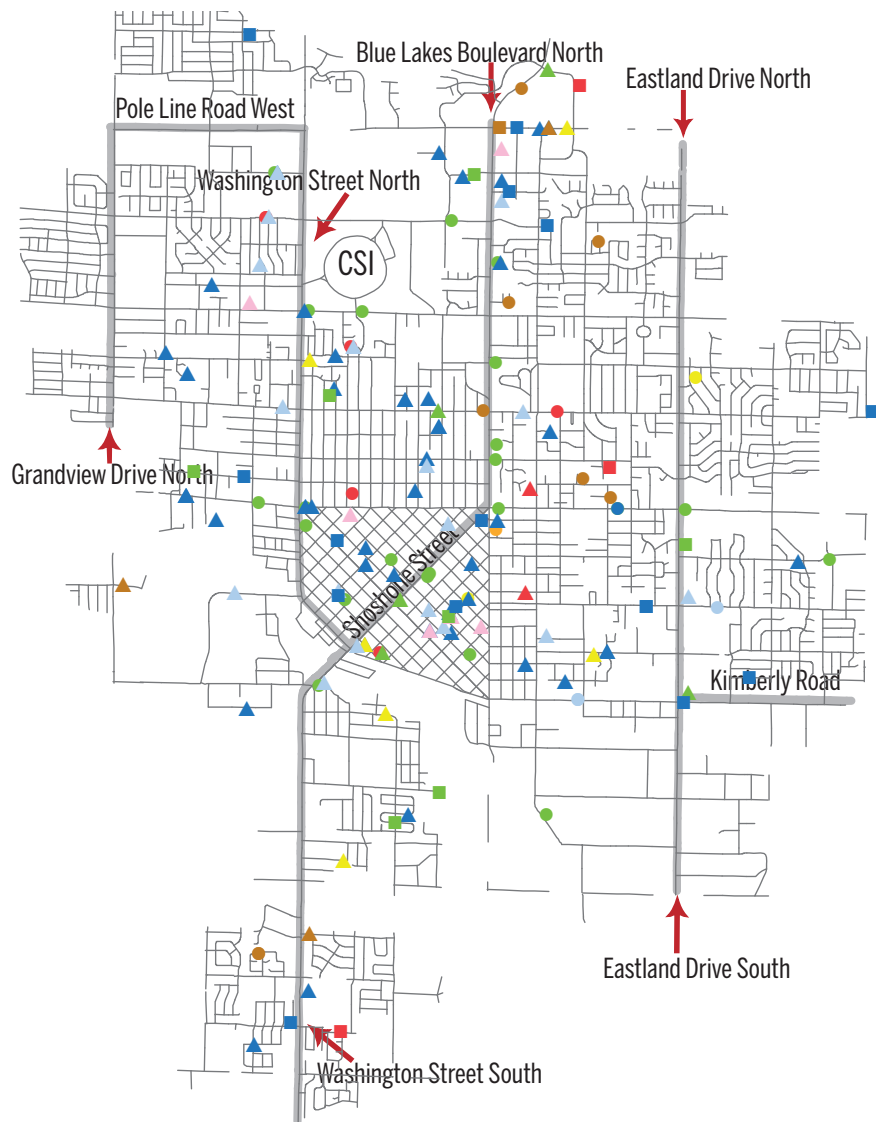 Blue Lakes Boulevard North
Eastland Drive North
Pole Line Road West
Washington Street North
CSI
Grandview Drive North
Shoshone Street
Kimberly Road
Eastland Drive South
Washington Street South